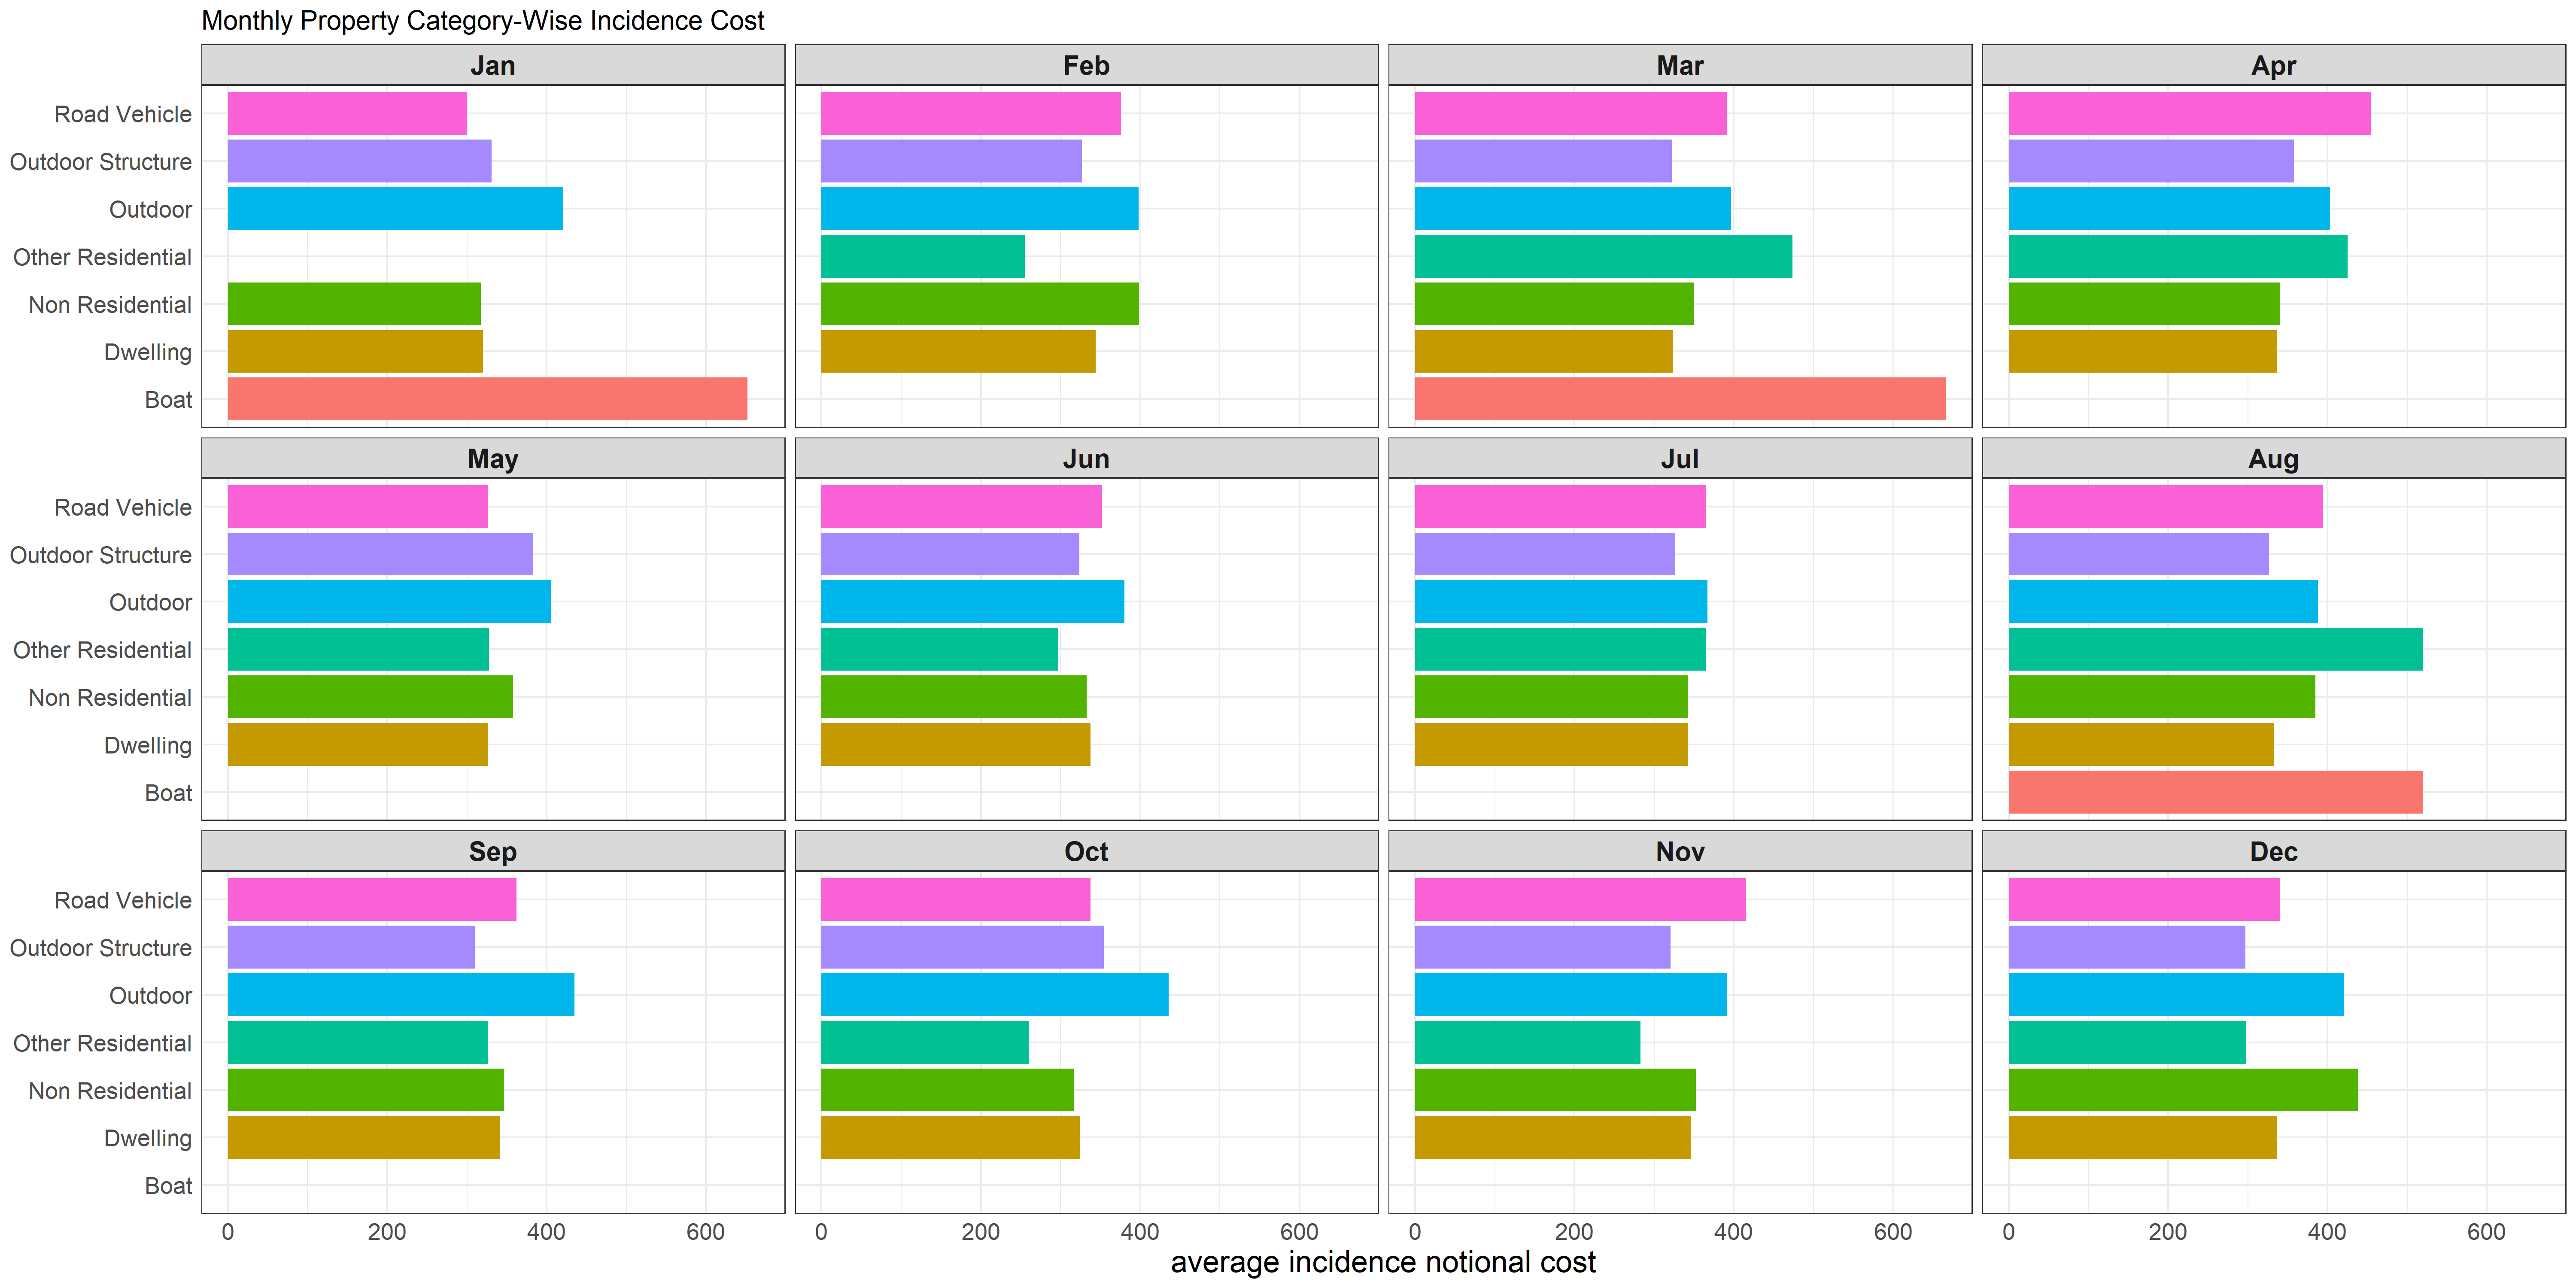 Monthly Property Category-Wise Incidence Cost
Jan
Feb
Mar
Apr
Road Vehicle
Outdoor Structure
Outdoor
Other Residential
Non Residential
Dwelling
Boat
May
Jun
Jul
Aug
Road Vehicle
Outdoor Structure
Outdoor
Other Residential
Non Residential
Dwelling
Boat
Sep
Oct
Nov
Dec
Road Vehicle
Outdoor Structure
Outdoor
Other Residential
Non Residential
Dwelling
Boat
0 200 400 600 0 200 400 600 0 200 400 600 0 200 400 600
average incidence notional cost